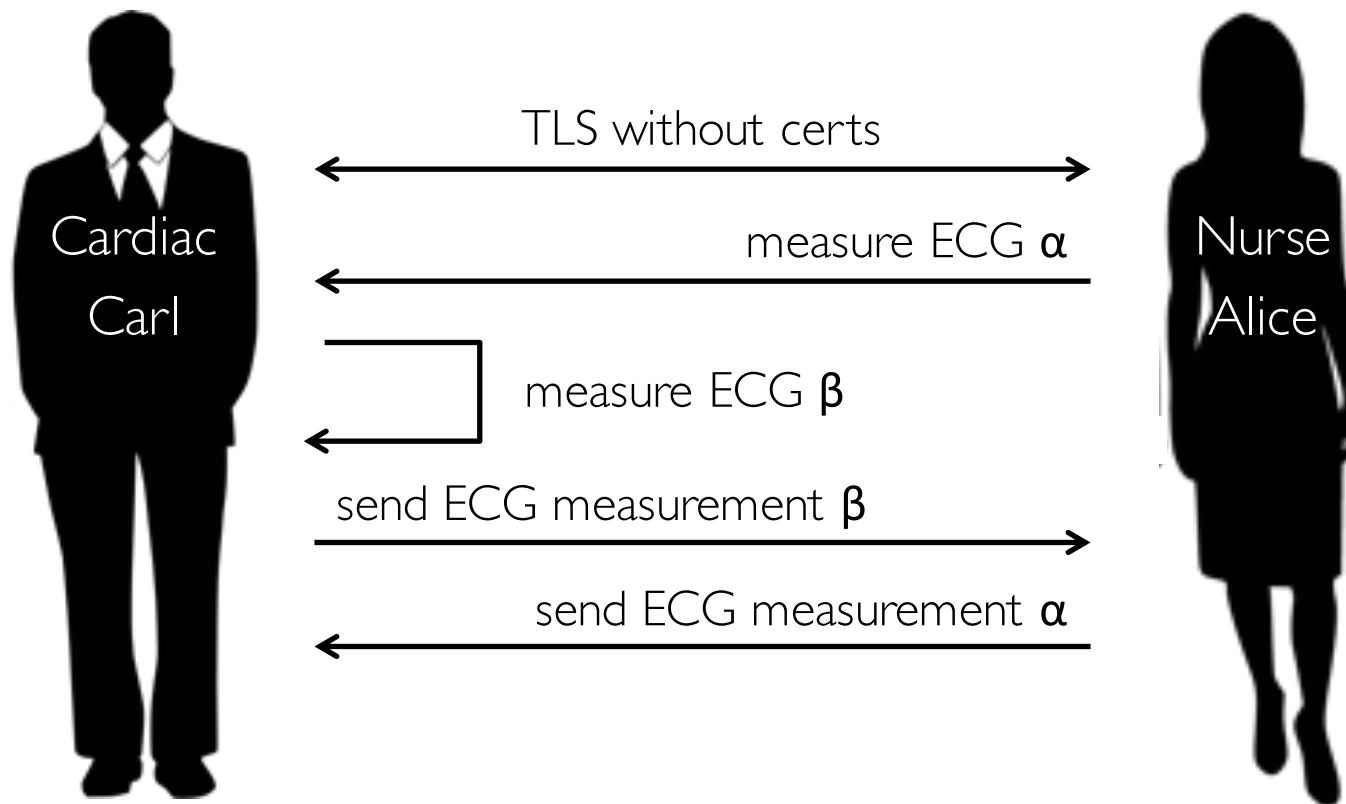 TLS without certs
Cardiac
Carl
Nurse
Alice
measure ECG α
measure ECG β
send ECG measurement β
send ECG measurement α